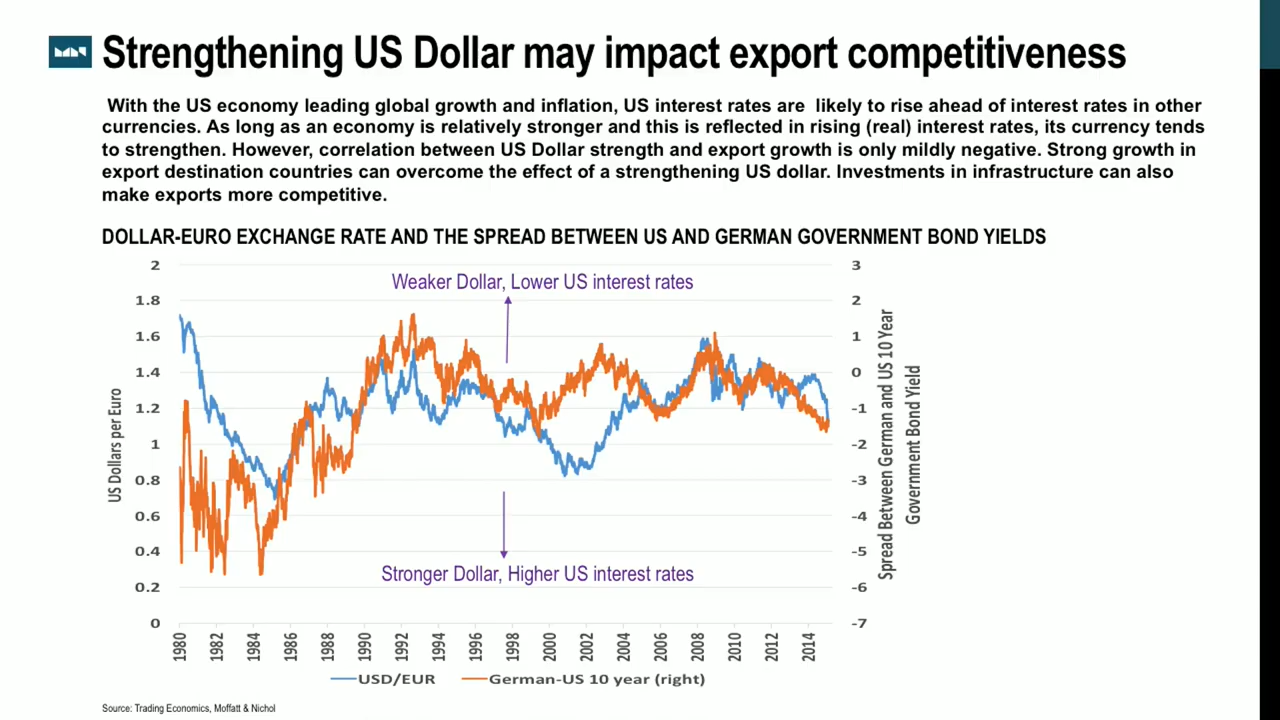 Strengthening US Dollar may impact export competitiveness
With the US economy leading global growth and inflation, US interest rates are likely to rise ahead of interest rates in other
currencies. As long as an economy is relatively stronger and this is reflected in rising (real) interest rates, its currency tends
to strengthen. However, correlation between US Dollar strength and export growth is only mildly negative. Strong growth in
export destination countries can overcome the effect of a strengthening US dollar. Investments in infrastructure can also
make exports more competitive.
DOLLAR-EURO EXCHANGE RATE AND THE SPREAD BETWEEN US AND GERMAN GOVERNMENT BOND YIELDS
Weaker Dollar, Lower US interest rates
Stronger Dollar, Higher US interest rates
US Dollars per Euro
2
1.8
1.6
1.4
1.2
1
0.8
0.6
0.4
0.2
0
3
2
1
0
-1
-2
-3
-4
-5
-6
-7
Spread Between German and US 10 Year
Government Bond Yield
1980
1982
1984
1986
1988
1990
1992
1994
1996
1998
2000
2002
2004
2006
2008
2010
2012
2014
USD/EUR
German-US 10 year (right)
Source: Trading Economics, Moffatt & Nichol